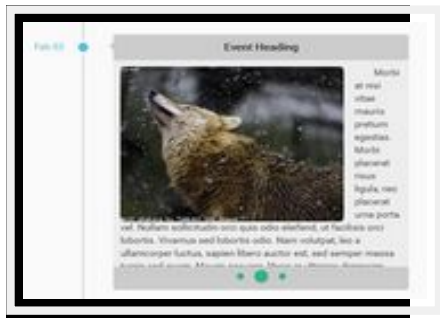 Feb 03
Event Heading
Morbi
at nisi
vitae
mauris
pretium
egestas.
Morbi
placerat
risus
ligula, nec
placerat
urna porta
vel. Nullam sollicitudin orci quis odio eleifend, ut facilisis orci
lobortis. Vivamus sed lobortis odio. Nam volutpat, leo a
ullamcorper luctus, sapien libero auctor est, sed semper massa